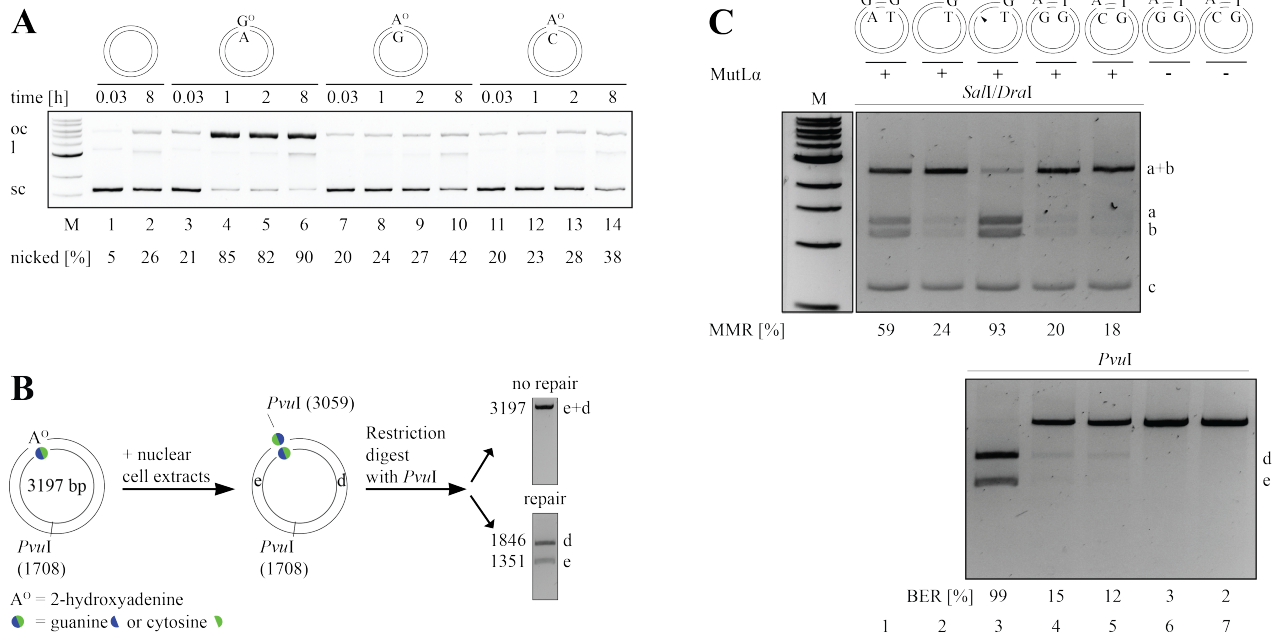 A
Gᴼ
A
Aᴼ
G
Aᴼ
C
time [h] 0.03 8 0.03 1 2 8 0.03 1 2 8 0.03 1 2 8
oc
l
sc
M 1 2 3 4 5 6 7 8 9 10 11 12 13 14
nicked [%] 5 26 21 85 82 90 20 24 27 42 20 23 28 38
B
Aᴼ
3197 bp
PvuI
(1708)
+ nuclear
cell extracts
PvuI (3059)
e d
PvuI
(1708)
Restriction
digest
with PvuI
no repair
3197 e+d
repair
1846 d
1351 e
Aᴼ = 2-hydroxyadenine
= guanine or cytosine
C
A T
G
T
G
T
G G
C G
G G
C G
MutLα + + + + + - -
SalI/DraI
M
a+b
a
b
c
MMR [%] 59 24 93 20 18
PvuI
d
e
BER [%] 99 15 12 3 2
1 2 3 4 5 6 7